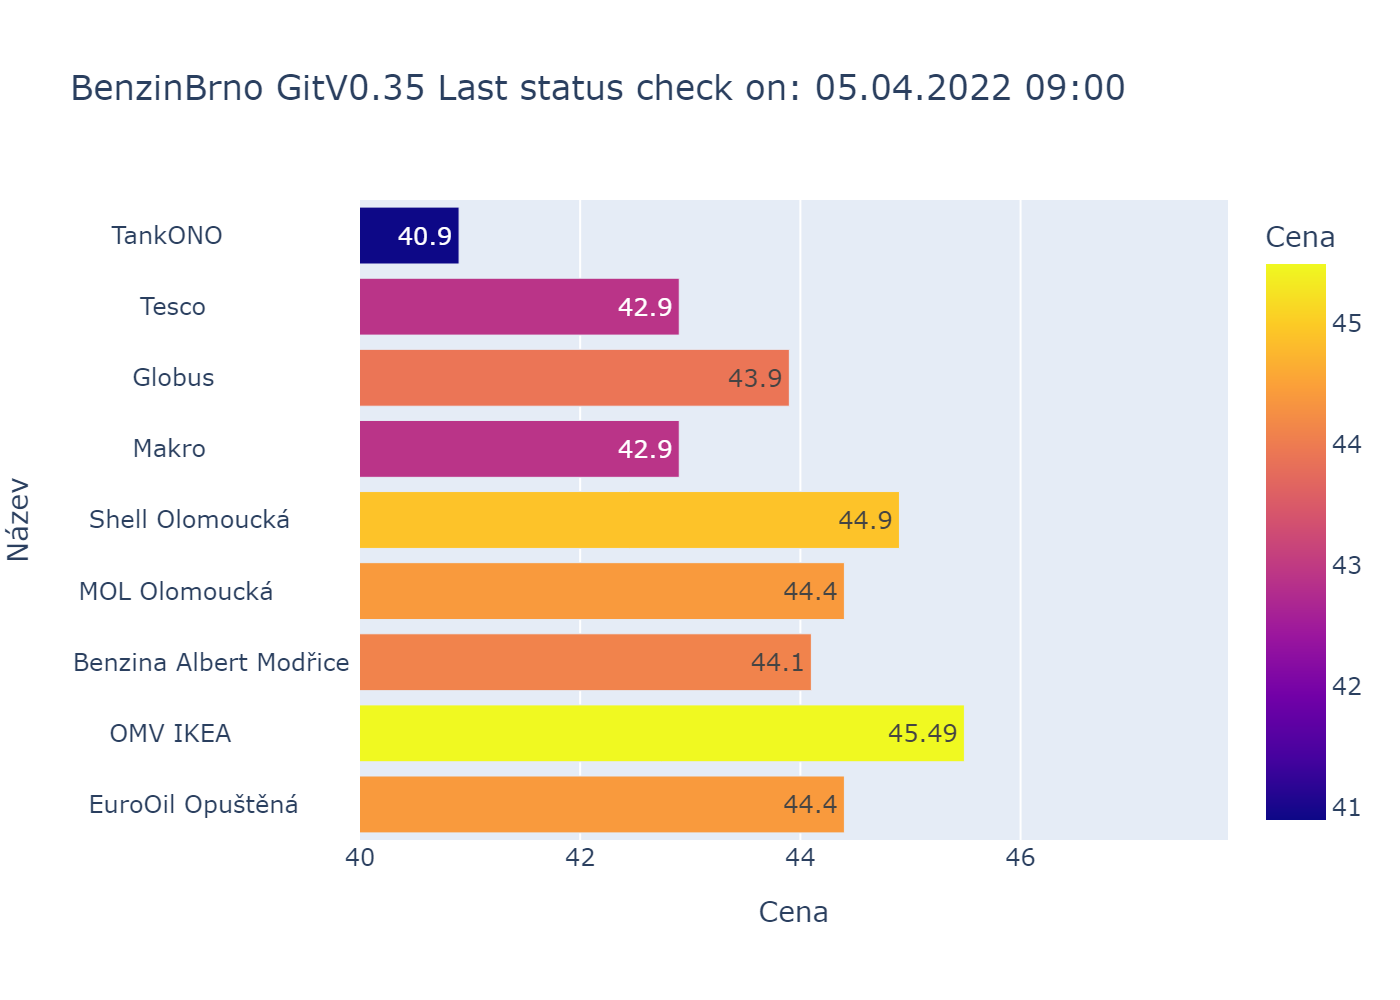 BenzinBrno GitV0.35 Last status check on: 05.04.2022 09:00
TankONO
40.9
Tesco
42.9
Globus
43.9
Makro
42.9
Shell Olomoucká
44.9
MOL Olomoucká
44.4
Benzina Albert Modřice
44.1
OMV IKEA
45.49
EuroOil Opuštěná
44.4
Název
40 42 44 46
Cena
Cena
45
44
43
42
41